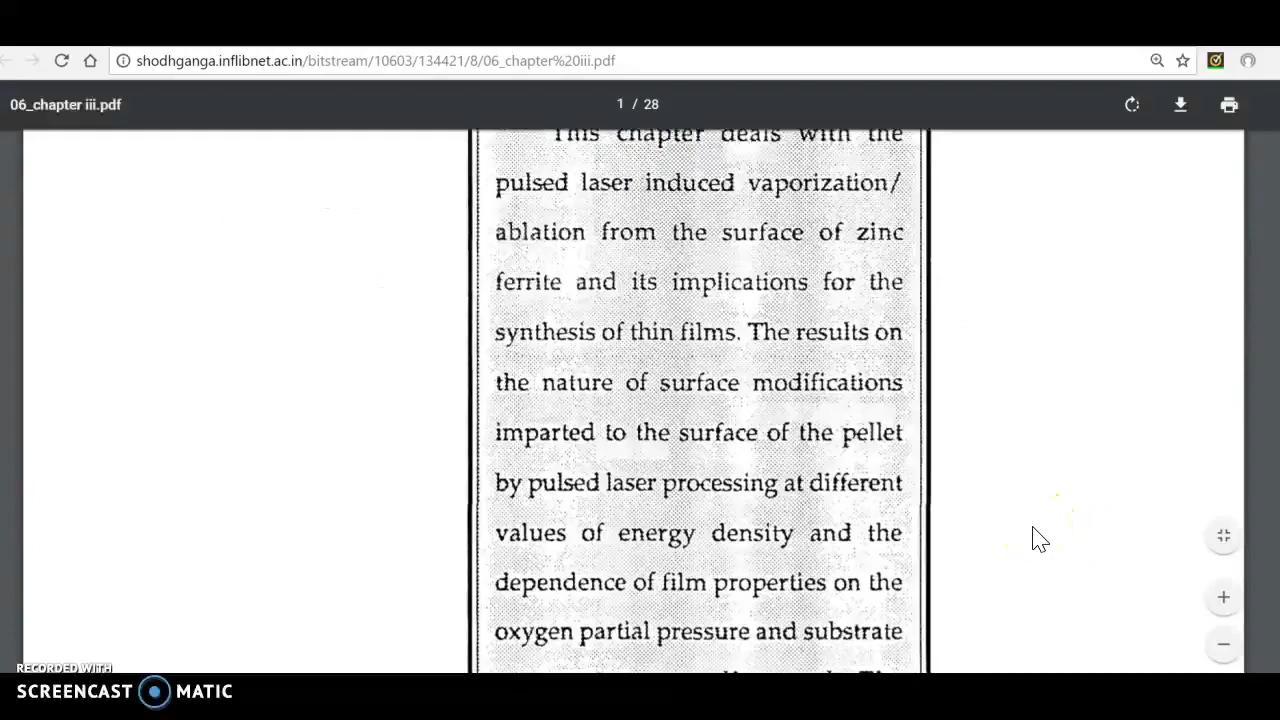 shodhganga.inflibnet.ac.in/bitstream/10603/134421/8/06_chapter%20iii.pdf
06_chapter iii.pdf
1 / 28
This chapter deals with the
pulsed laser induced vaporization/
ablation from the surface of zinc
ferrite and its implications for the
synthesis of thin films. The results on
the nature of surface modifications
imparted to the surface of the pellet
by pulsed laser processing at different
values of energy density and the
dependence of film properties on the
oxygen partial pressure and substrate
RECORDED WITH
SCREENCAST MATIC